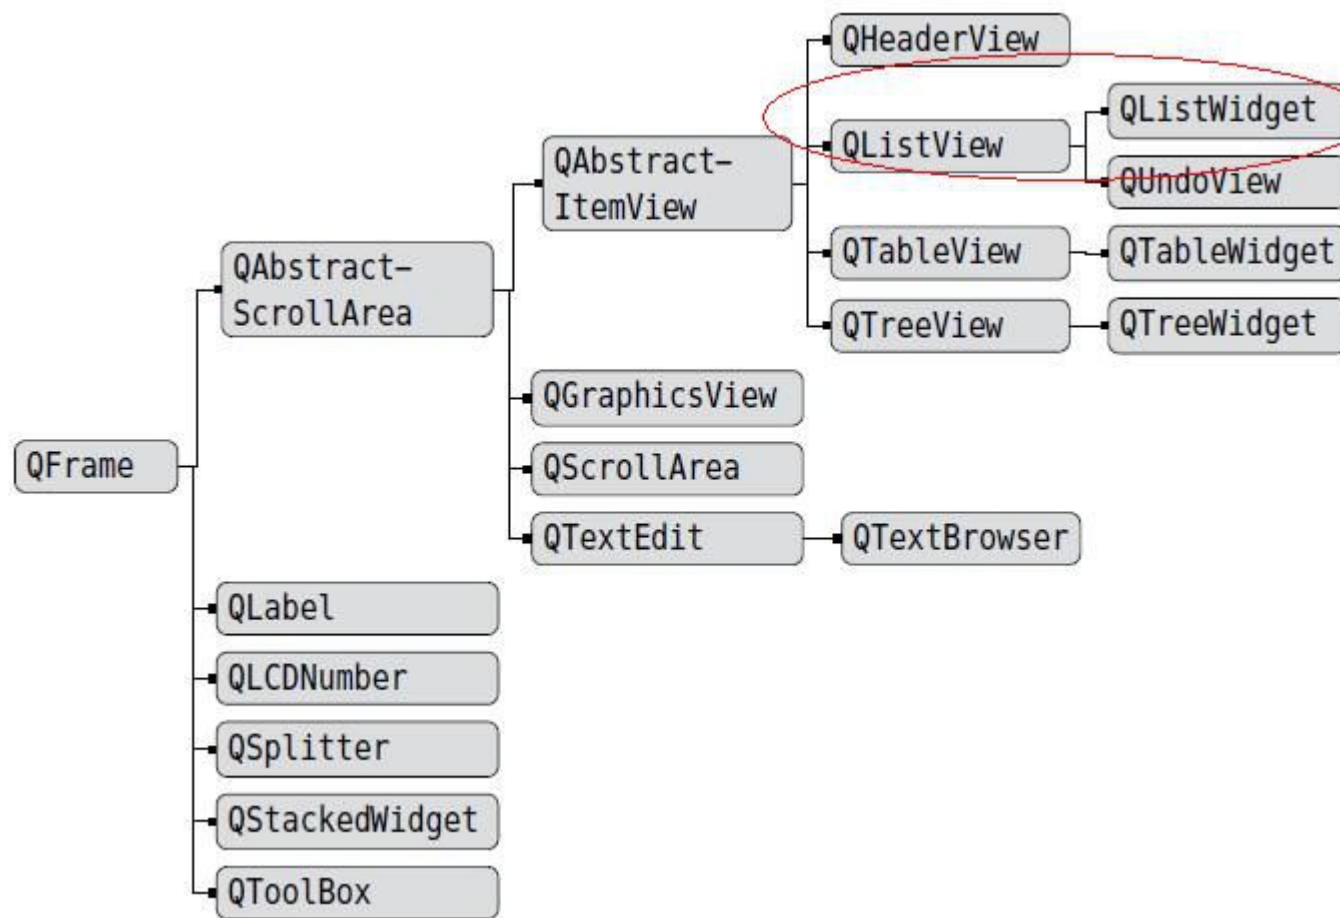 QHeaderView
QListWidget
QListView
QAbstract-
ItemView
QUndoView
QTableView
QTableWidget
QAbstract-
ScrollArea
QTreeView
QTreeWidget
QGraphicsView
QFrame
QScrollArea
QTextEdit
QTextBrowser
QLabel
QLCDNumber
QSplitter
QStackedWidget
QToolBox